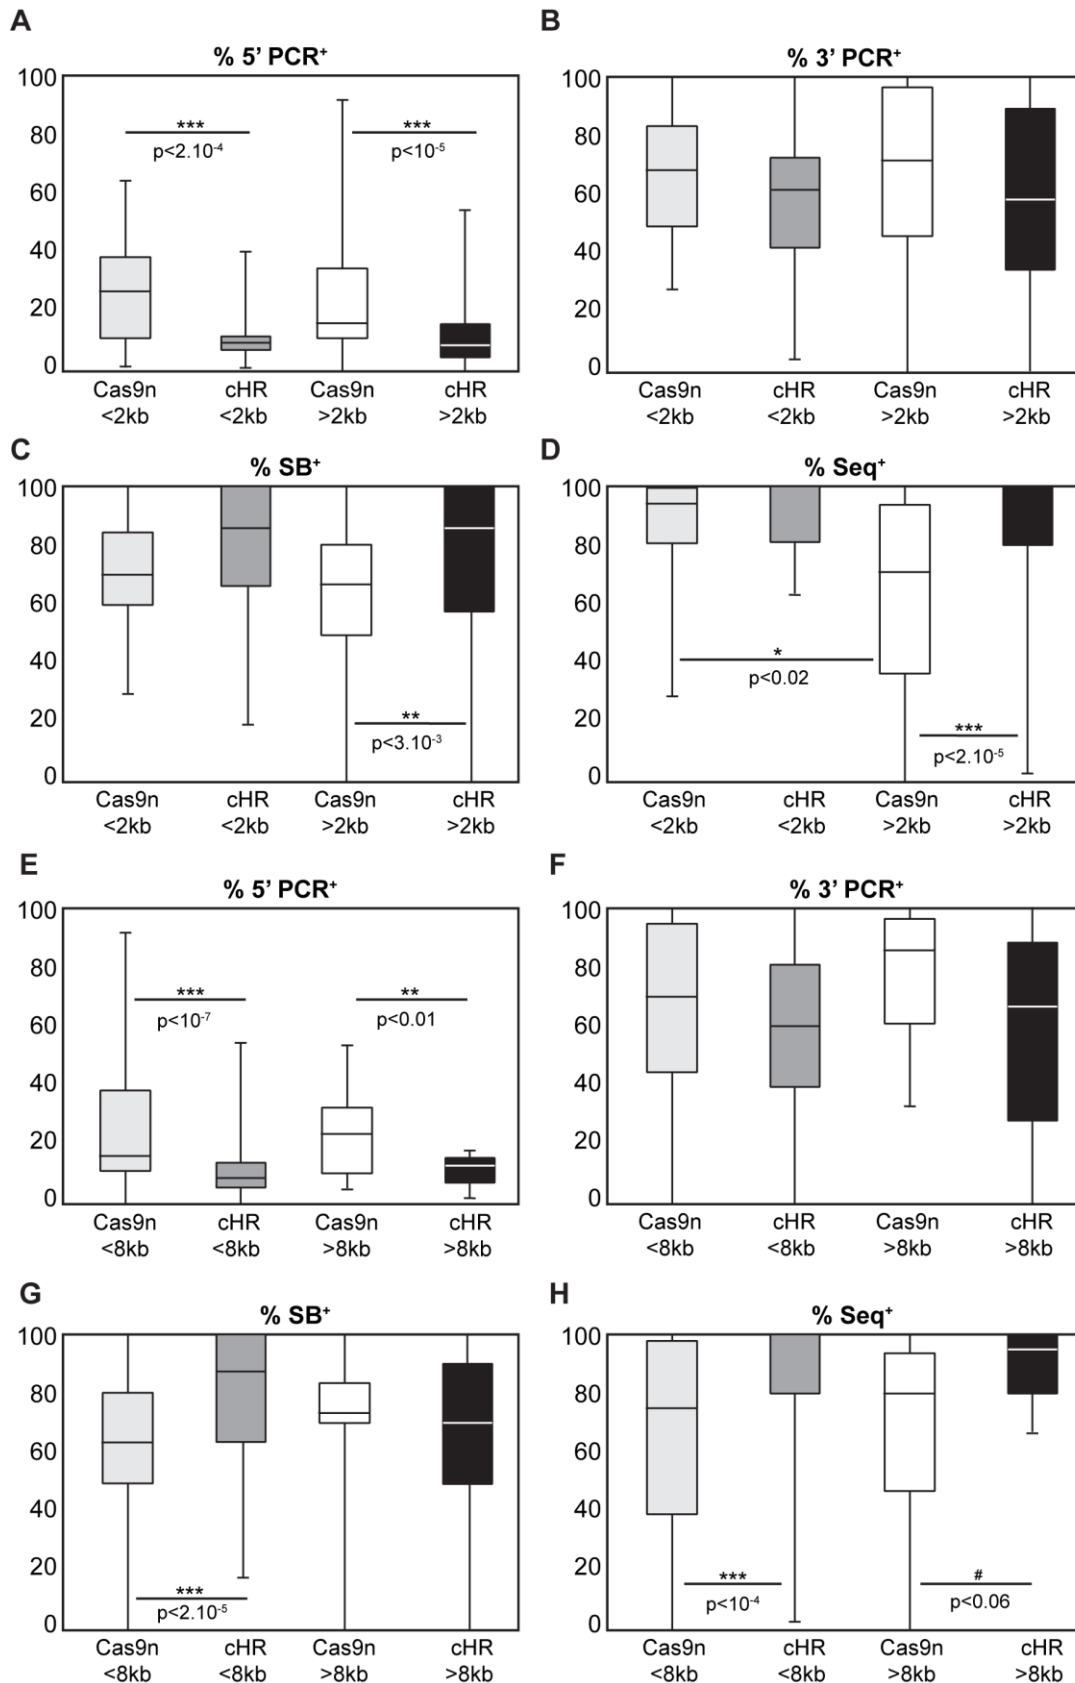 A
% 5' PCR⁺
100
80
60
40
20
0
***
p<2.10⁻⁴
***
p<10⁻⁵
Cas9n cHR Cas9n cHR
<2kb <2kb >2kb >2kb
B
% 3' PCR⁺
100
80
60
40
20
0
Cas9n cHR Cas9n cHR
<2kb <2kb >2kb >2kb
C
% SB⁺
100
80
60
40
20
0
**
p<3.10⁻³
Cas9n cHR Cas9n cHR
<2kb <2kb >2kb >2kb
D
% Seq⁺
100
80
60
40
20
0
*
p<0.02
***
p<2.10⁻⁵
Cas9n cHR Cas9n cHR
<2kb <2kb >2kb >2kb
E
% 5' PCR⁺
100
80
60
40
20
0
***
p<10⁻⁷
**
p<0.01
Cas9n cHR Cas9n cHR
<8kb <8kb >8kb >8kb
F
% 3' PCR⁺
100
80
60
40
20
0
Cas9n cHR Cas9n cHR
<8kb <8kb >8kb >8kb
G
% SB⁺
100
80
60
40
20
0
***
p<2.10⁻⁵
Cas9n cHR Cas9n cHR
<8kb <8kb >8kb >8kb
H
% Seq⁺
100
80
60
40
20
0
***
p<10⁻⁴
#
p<0.06
Cas9n cHR Cas9n cHR
<8kb <8kb >8kb >8kb